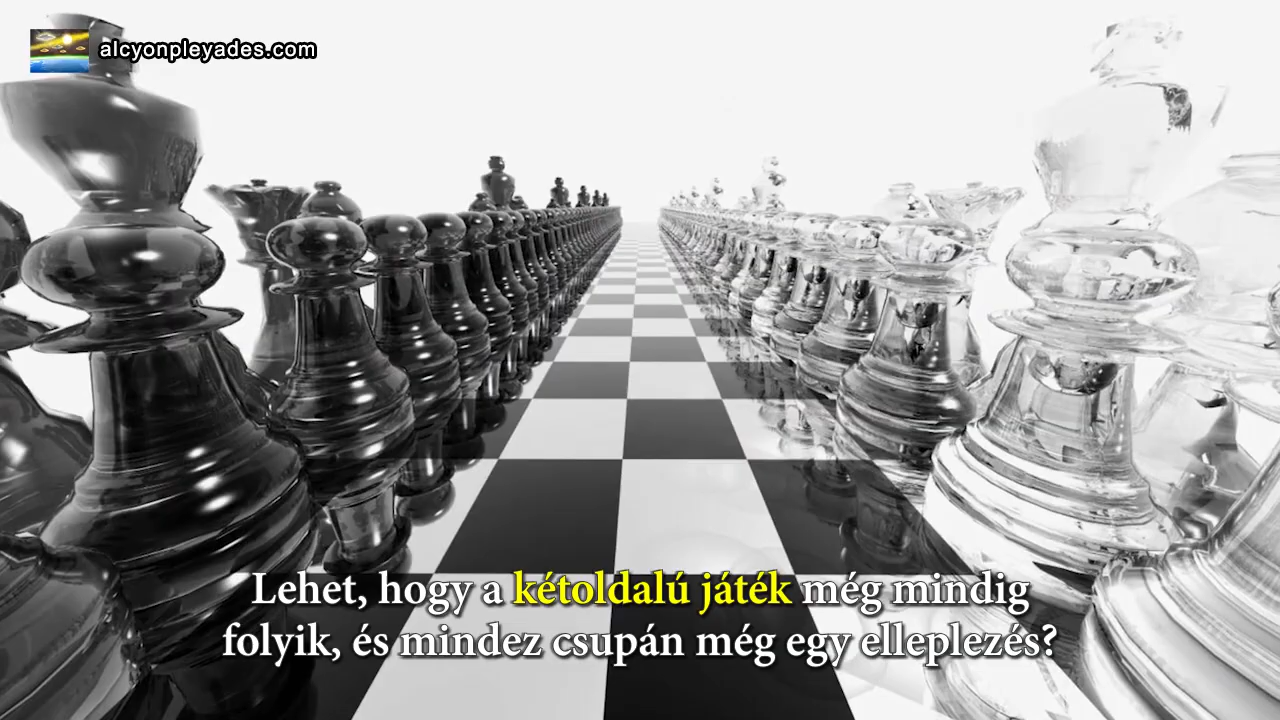 alcyonpleyades.com
Lehet, hogy a kétoldalú játék még mindig
folyik, és mindez csupán még egy elleplezés?